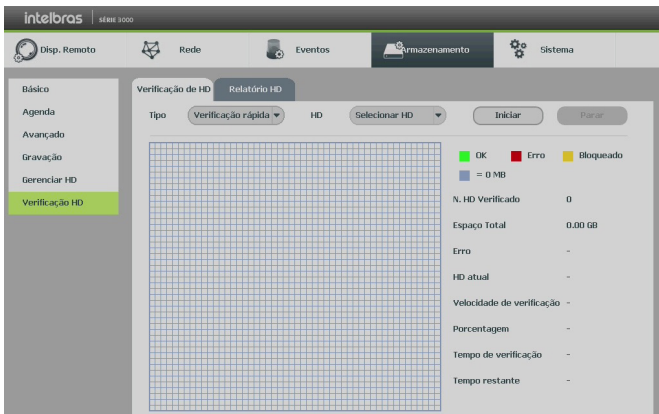 intelbras SÉRIE 3000
Disp. Remoto Rede Eventos Armazenamento Sistema
Básico
Agenda
Avançado
Gravação
Gerenciar HD
Verificação HD
Verificação de HD Relatório HD
Tipo Verificação rápida HD Selecionar HD Iniciar Parar
OK Erro Bloqueado
= 0 MB
N. HD Verificado 0
Espaço Total 0.00 GB
Erro -
HD atual -
Velocidade de verificação -
Porcentagem -
Tempo de verificação -
Tempo restante -